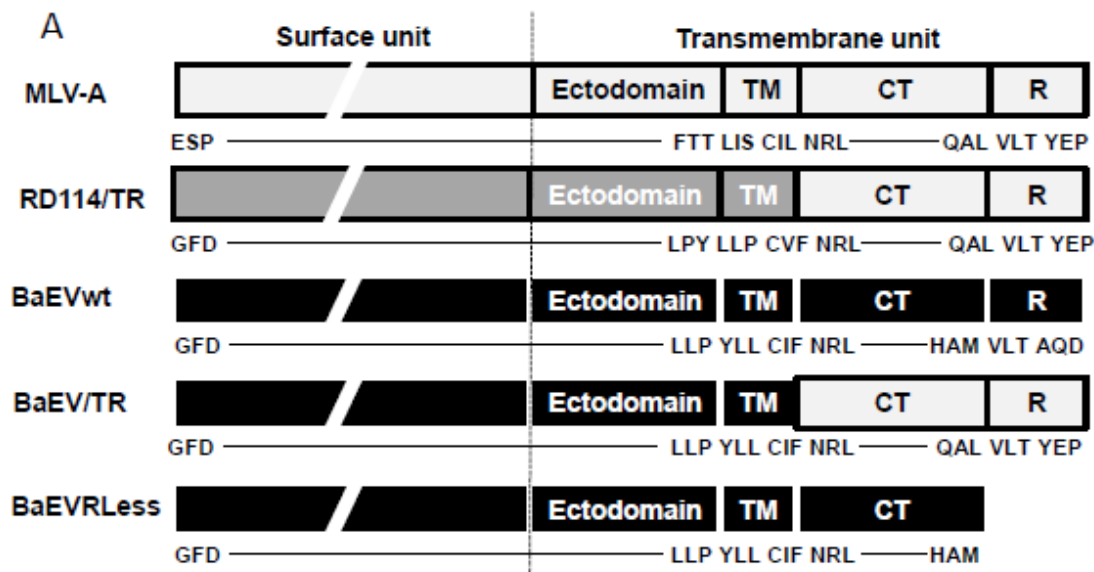 A
Surface unit Transmembrane unit
MLV-A Ectodomain TM CT R
ESP FTT LIS CIL NRL QAL VLT YEP
RD114/TR Ectodomain TM CT R
GFD LPY LLP CVF NRL QAL VLT YEP
BaEVwt Ectodomain TM CT R
GFD LLP YLL CIF NRL HAM VLT AQD
BaEV/TR Ectodomain TM CT R
GFD LLP YLL CIF NRL QAL VLT YEP
BaEVRLess Ectodomain TM CT
GFD LLP YLL CIF NRL HAM